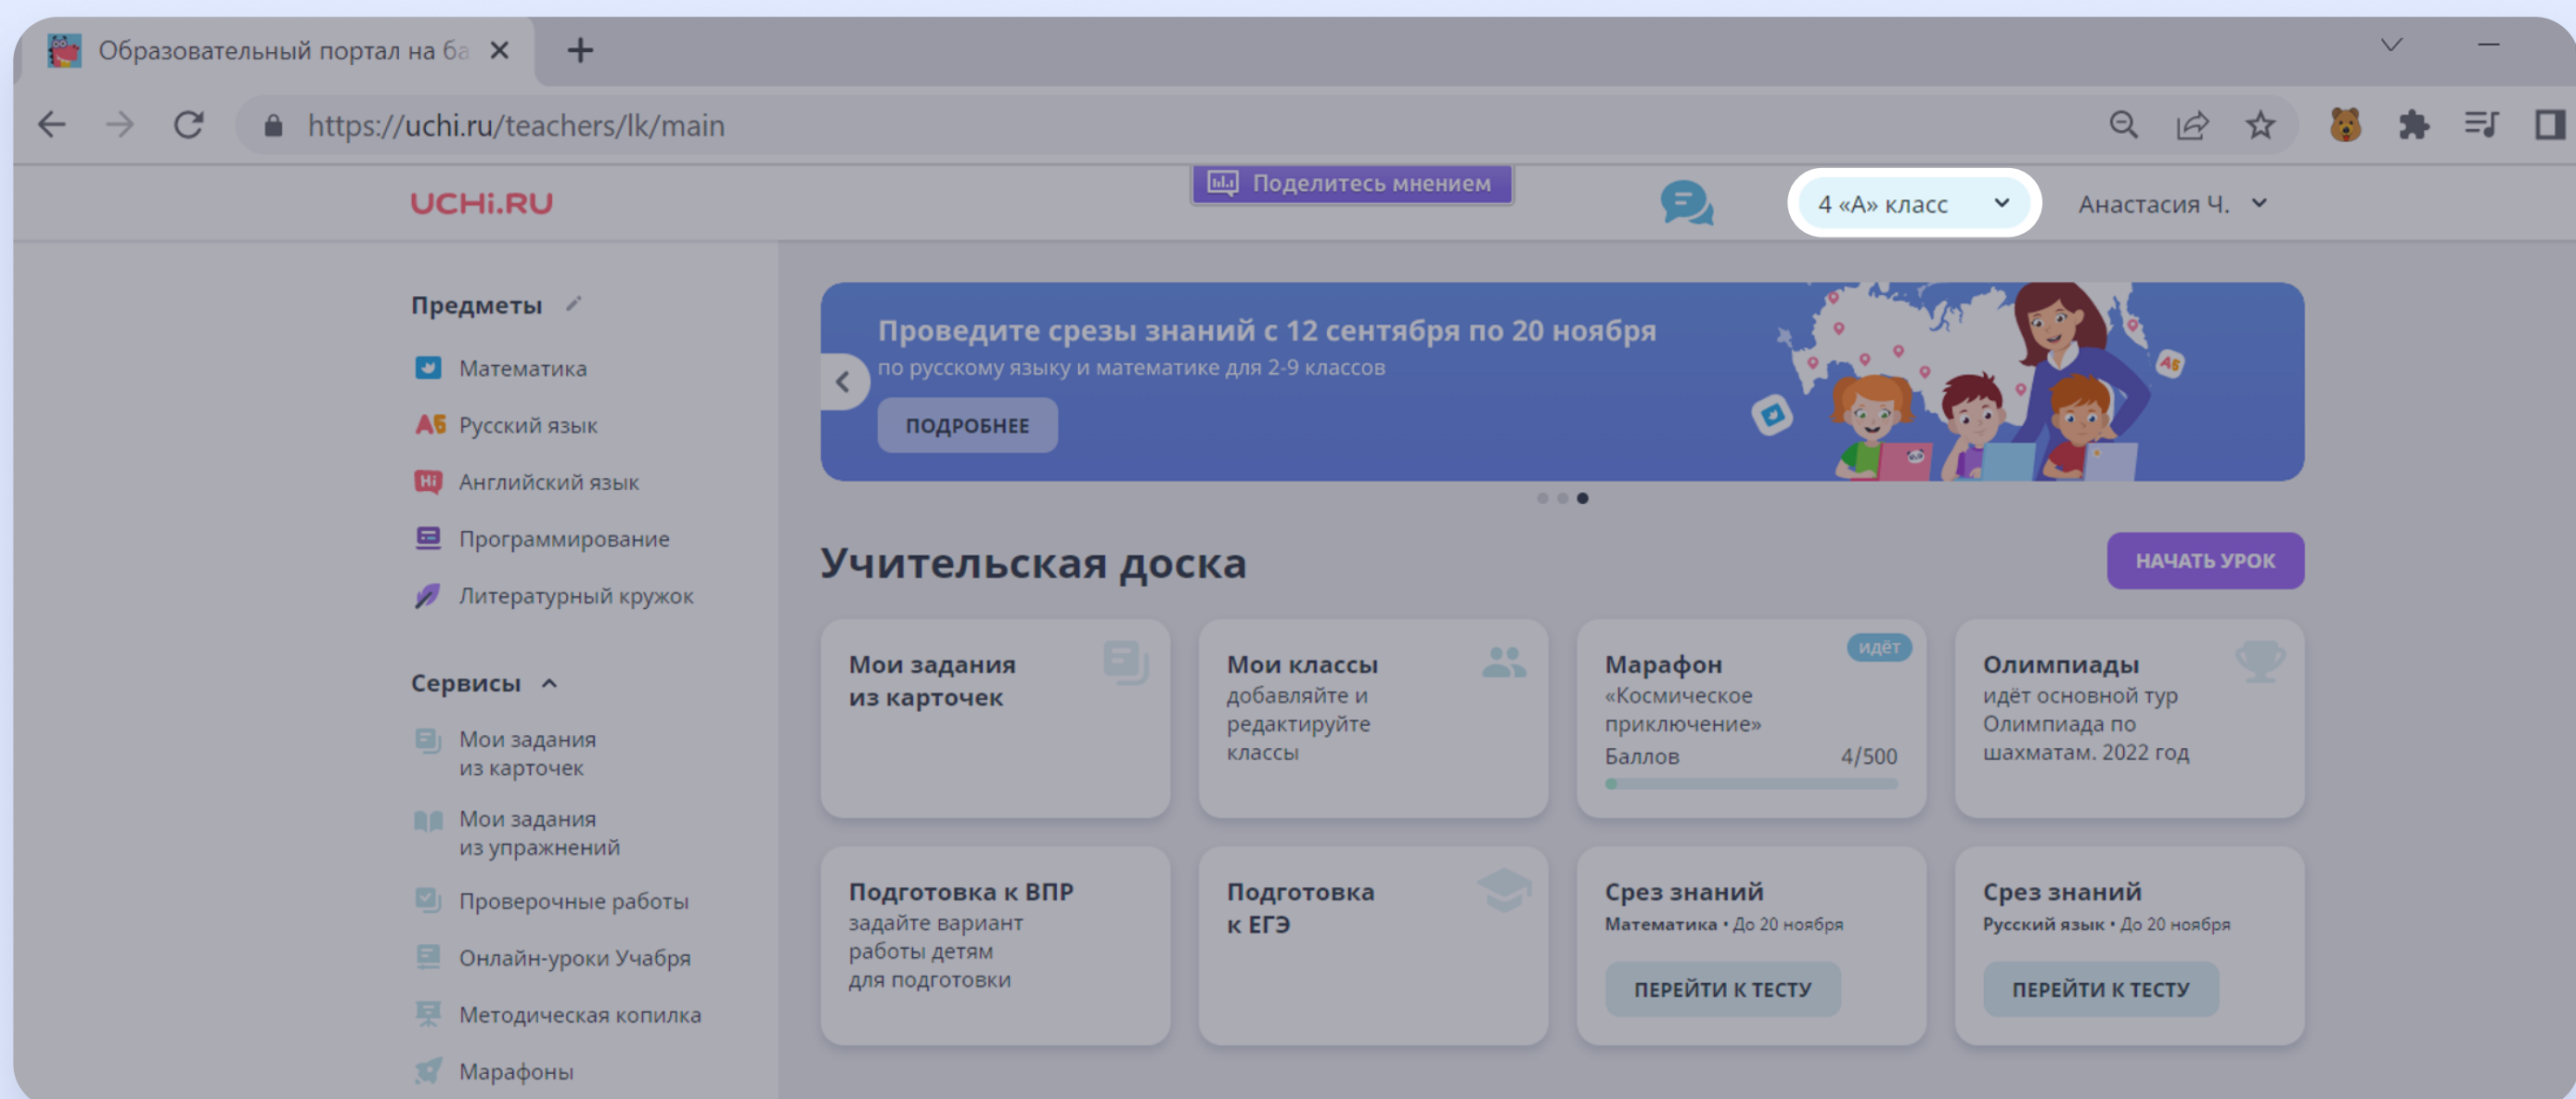 Образовательный портал на ба
https://uchi.ru/teachers/lk/main
UCHi.RU
Поделитесь мнением
4 «А» класс
Анастасия Ч.
Предметы
Математика
АБ Русский язык
Hi Английский язык
Программирование
Литературный кружок
Сервисы
Мои задания
из карточек
Мои задания
из упражнений
Проверочные работы
Онлайн-уроки Учабря
Методическая копилка
Марафоны
Проведите срезы знаний с 12 сентября по 20 ноября
по русскому языку и математике для 2-9 классов
ПОДРОБНЕЕ
АБ
Учительская доска
НАЧАТЬ УРОК
Мои задания
из карточек
Мои классы
добавляйте и
редактируйте
классы
идёт
Марафон
«Космическое
приключение»
Баллов 4/500
Олимпиады
идёт основной тур
Олимпиада по
шахматам. 2022 год
Подготовка к ВПР
задайте вариант
работы детям
для подготовки
Подготовка
к ЕГЭ
Срез знаний
Математика • До 20 ноября
ПЕРЕЙТИ К ТЕСТУ
Срез знаний
Русский язык • До 20 ноября
ПЕРЕЙТИ К ТЕСТУ